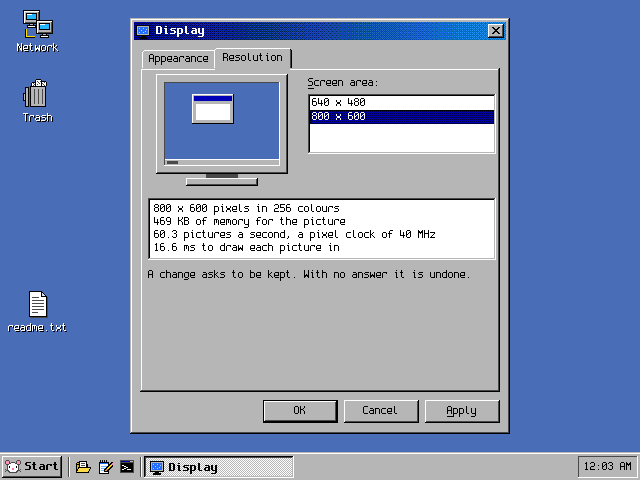 Network
Trash
readme.txt
Display
Appearance
Resolution
Screen area:
640 x 480
800 x 600
800 x 600 pixels in 256 colours
469 KB of memory for the picture
60.3 pictures a second, a pixel clock of 40 MHz
16.6 ms to draw each picture in
A change asks to be kept. With no answer it is undone.
OK
Cancel
Apply
Start
Display
12:03 AM